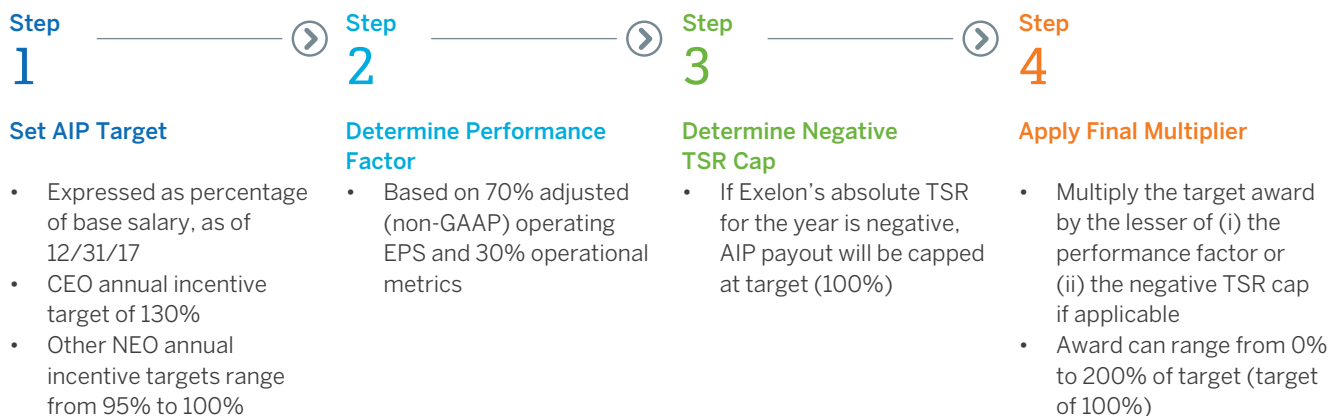 Step
1
Set AIP Target
• Expressed as percentage
of base salary, as of
12/31/17
• CEO annual incentive
target of 130%
• Other NEO annual
incentive targets range
from 95% to 100%
Step
2
Determine Performance
Factor
• Based on 70% adjusted
(non-GAAP) operating
EPS and 30% operational
metrics
Step
3
Determine Negative
TSR Cap
• If Exelon’s absolute TSR
for the year is negative,
AIP payout will be capped
at target (100%)
Step
4
Apply Final Multiplier
• Multiply the target award
by the lesser of (i) the
performance factor or
(ii) the negative TSR cap
if applicable
• Award can range from 0%
to 200% of target (target
of 100%)